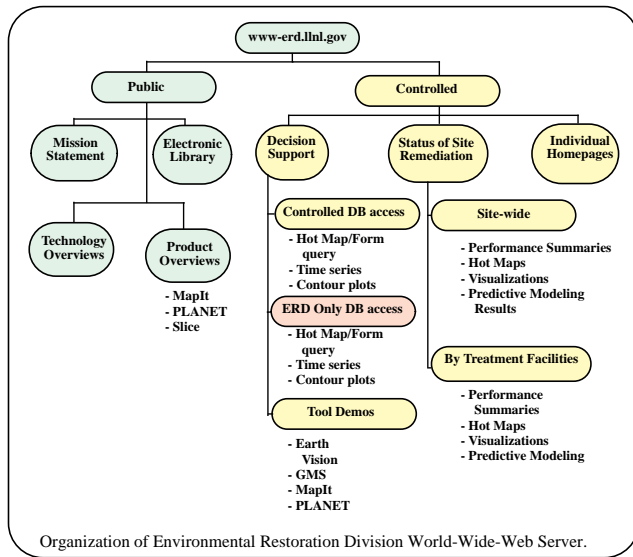 www-erd.llnl.gov
Public
Controlled
Mission
Statement
Electronic
Library
Decision
Support
Status of Site
Remediation
Individual
Homepages
Technology
Overviews
Product
Overviews
- MapIt
- PLANET
- Slice
Controlled DB access
- Hot Map/Form
query
- Time series
- Contour plots
ERD Only DB access
- Hot Map/Form
query
- Time series
- Contour plots
Tool Demos
- Earth
Vision
- GMS
- MapIt
- PLANET
Site-wide
- Performance Summaries
- Hot Maps
- Visualizations
- Predictive Modeling
Results
By Treatment Facilities
- Performance
Summaries
- Hot Maps
- Visualizations
- Predictive Modeling
Organization of Environmental Restoration Division World-Wide-Web Server.